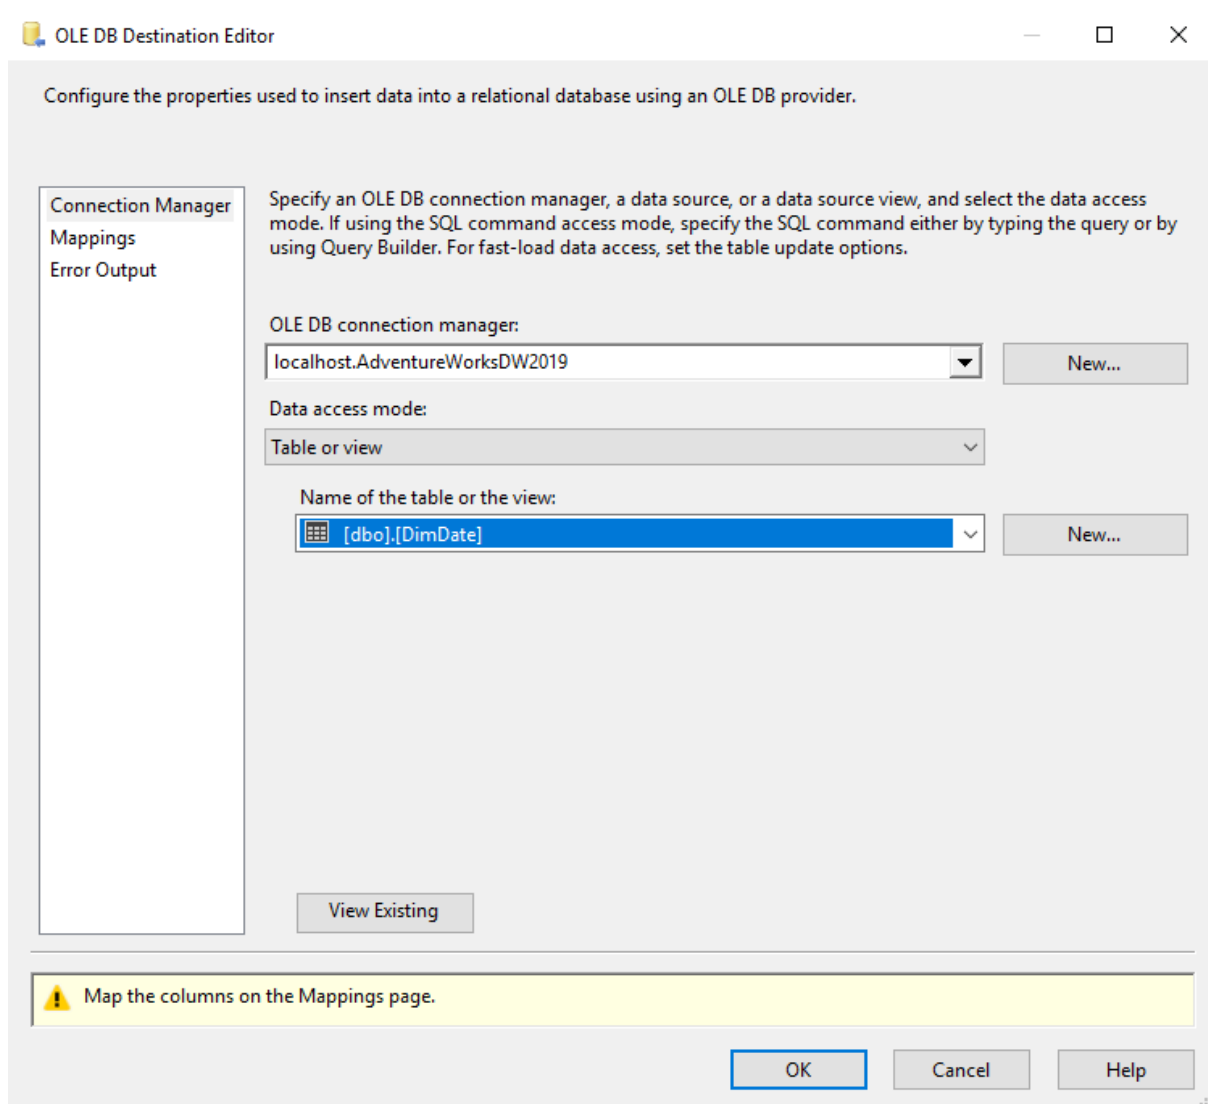 OLE DB Destination Editor
Configure the properties used to insert data into a relational database using an OLE DB provider.
Connection Manager
Mappings
Error Output
Specify an OLE DB connection manager, a data source, or a data source view, and select the data access
mode. If using the SQL command access mode, specify the SQL command either by typing the query or by
using Query Builder. For fast-load data access, set the table update options.
OLE DB connection manager:
localhost.AdventureWorksDW2019
New...
Data access mode:
Table or view
Name of the table or the view:
[dbo].[DimDate]
New...
View Existing
Map the columns on the Mappings page.
OK
Cancel
Help